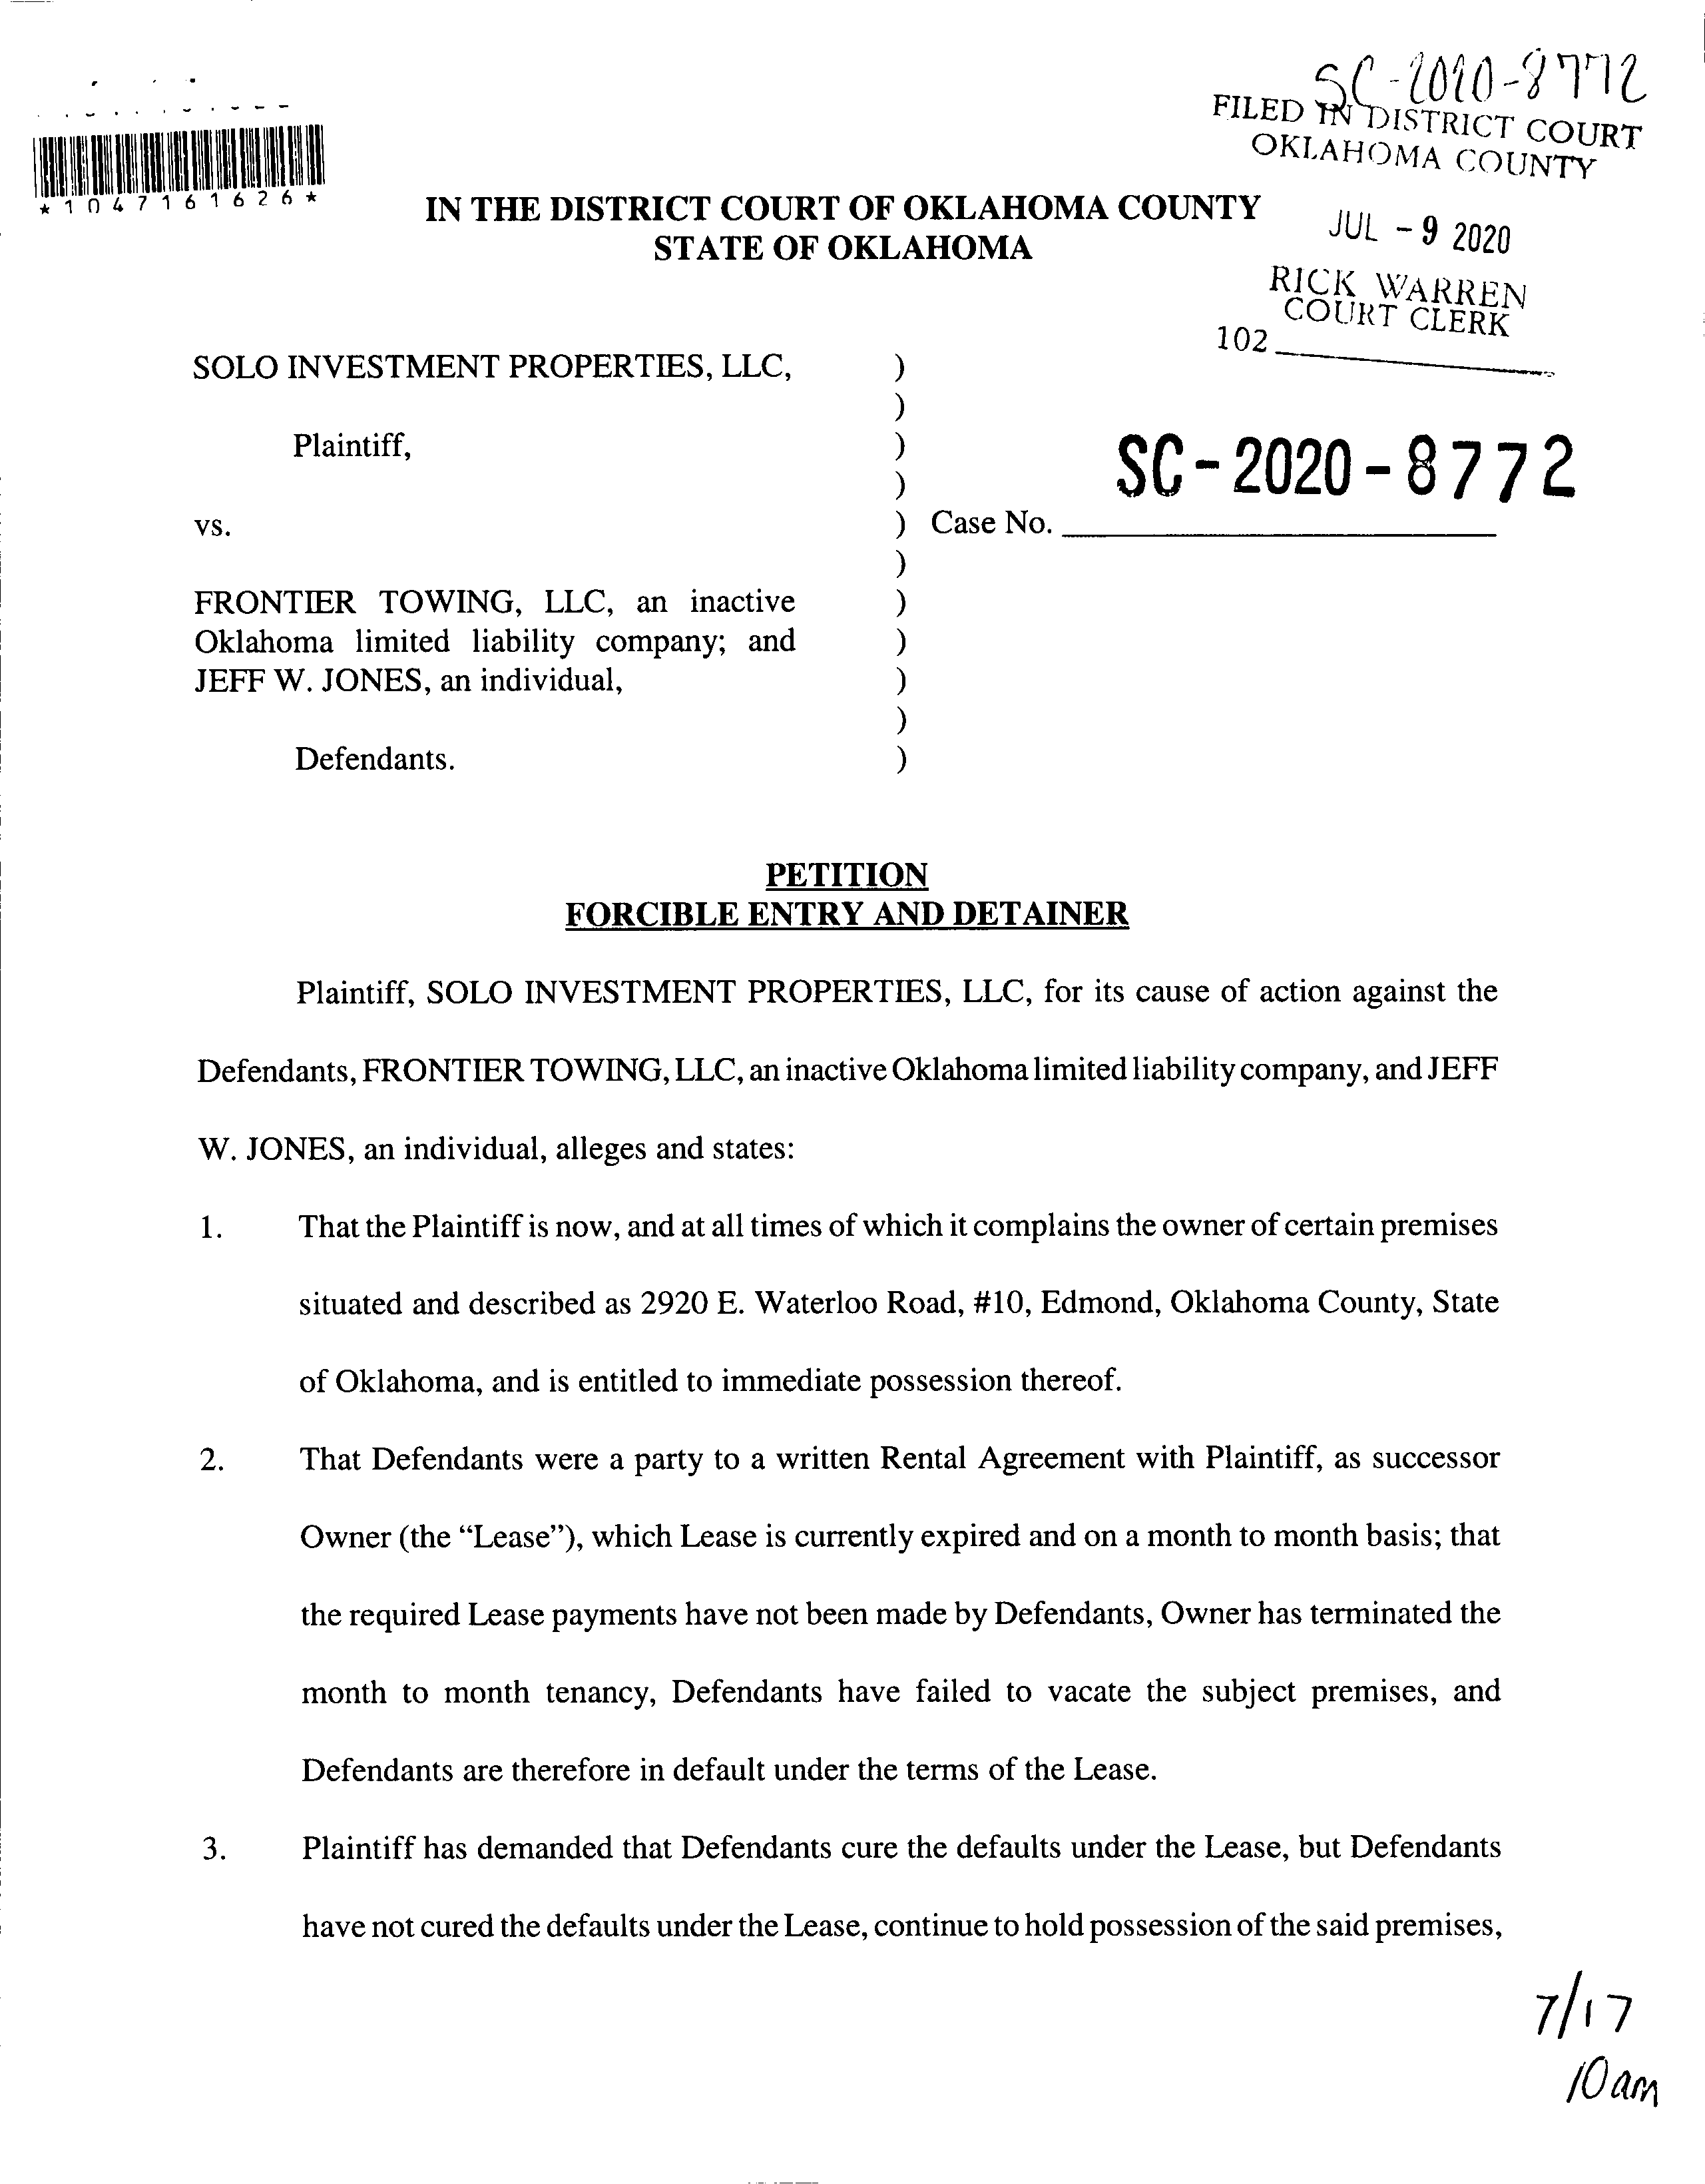 SC-2020-8772
FILED IN DISTRICT COURT
OKLAHOMA COUNTY
*1047161626*
IN THE DISTRICT COURT OF OKLAHOMA COUNTY
STATE OF OKLAHOMA
JUL - 9 2020
RICK WARREN
COURT CLERK
102
SOLO INVESTMENT PROPERTIES, LLC, )
)
Plaintiff, )
)
SC-2020-8772
vs. ) Case No.
)
FRONTIER TOWING, LLC, an inactive )
Oklahoma limited liability company; and )
JEFF W. JONES, an individual, )
)
Defendants. )
PETITION
FORCIBLE ENTRY AND DETAINER
Plaintiff, SOLO INVESTMENT PROPERTIES, LLC, for its cause of action against the
Defendants, FRONTIER TOWING, LLC, an inactive Oklahoma limited liability company, and JEFF
W. JONES, an individual, alleges and states:
1. That the Plaintiff is now, and at all times of which it complains the owner of certain premises
situated and described as 2920 E. Waterloo Road, #10, Edmond, Oklahoma County, State
of Oklahoma, and is entitled to immediate possession thereof.
2. That Defendants were a party to a written Rental Agreement with Plaintiff, as successor
Owner (the “Lease”), which Lease is currently expired and on a month to month basis; that
the required Lease payments have not been made by Defendants, Owner has terminated the
month to month tenancy, Defendants have failed to vacate the subject premises, and
Defendants are therefore in default under the terms of the Lease.
3. Plaintiff has demanded that Defendants cure the defaults under the Lease, but Defendants
have not cured the defaults under the Lease, continue to hold possession of the said premises,
7/17
10 am